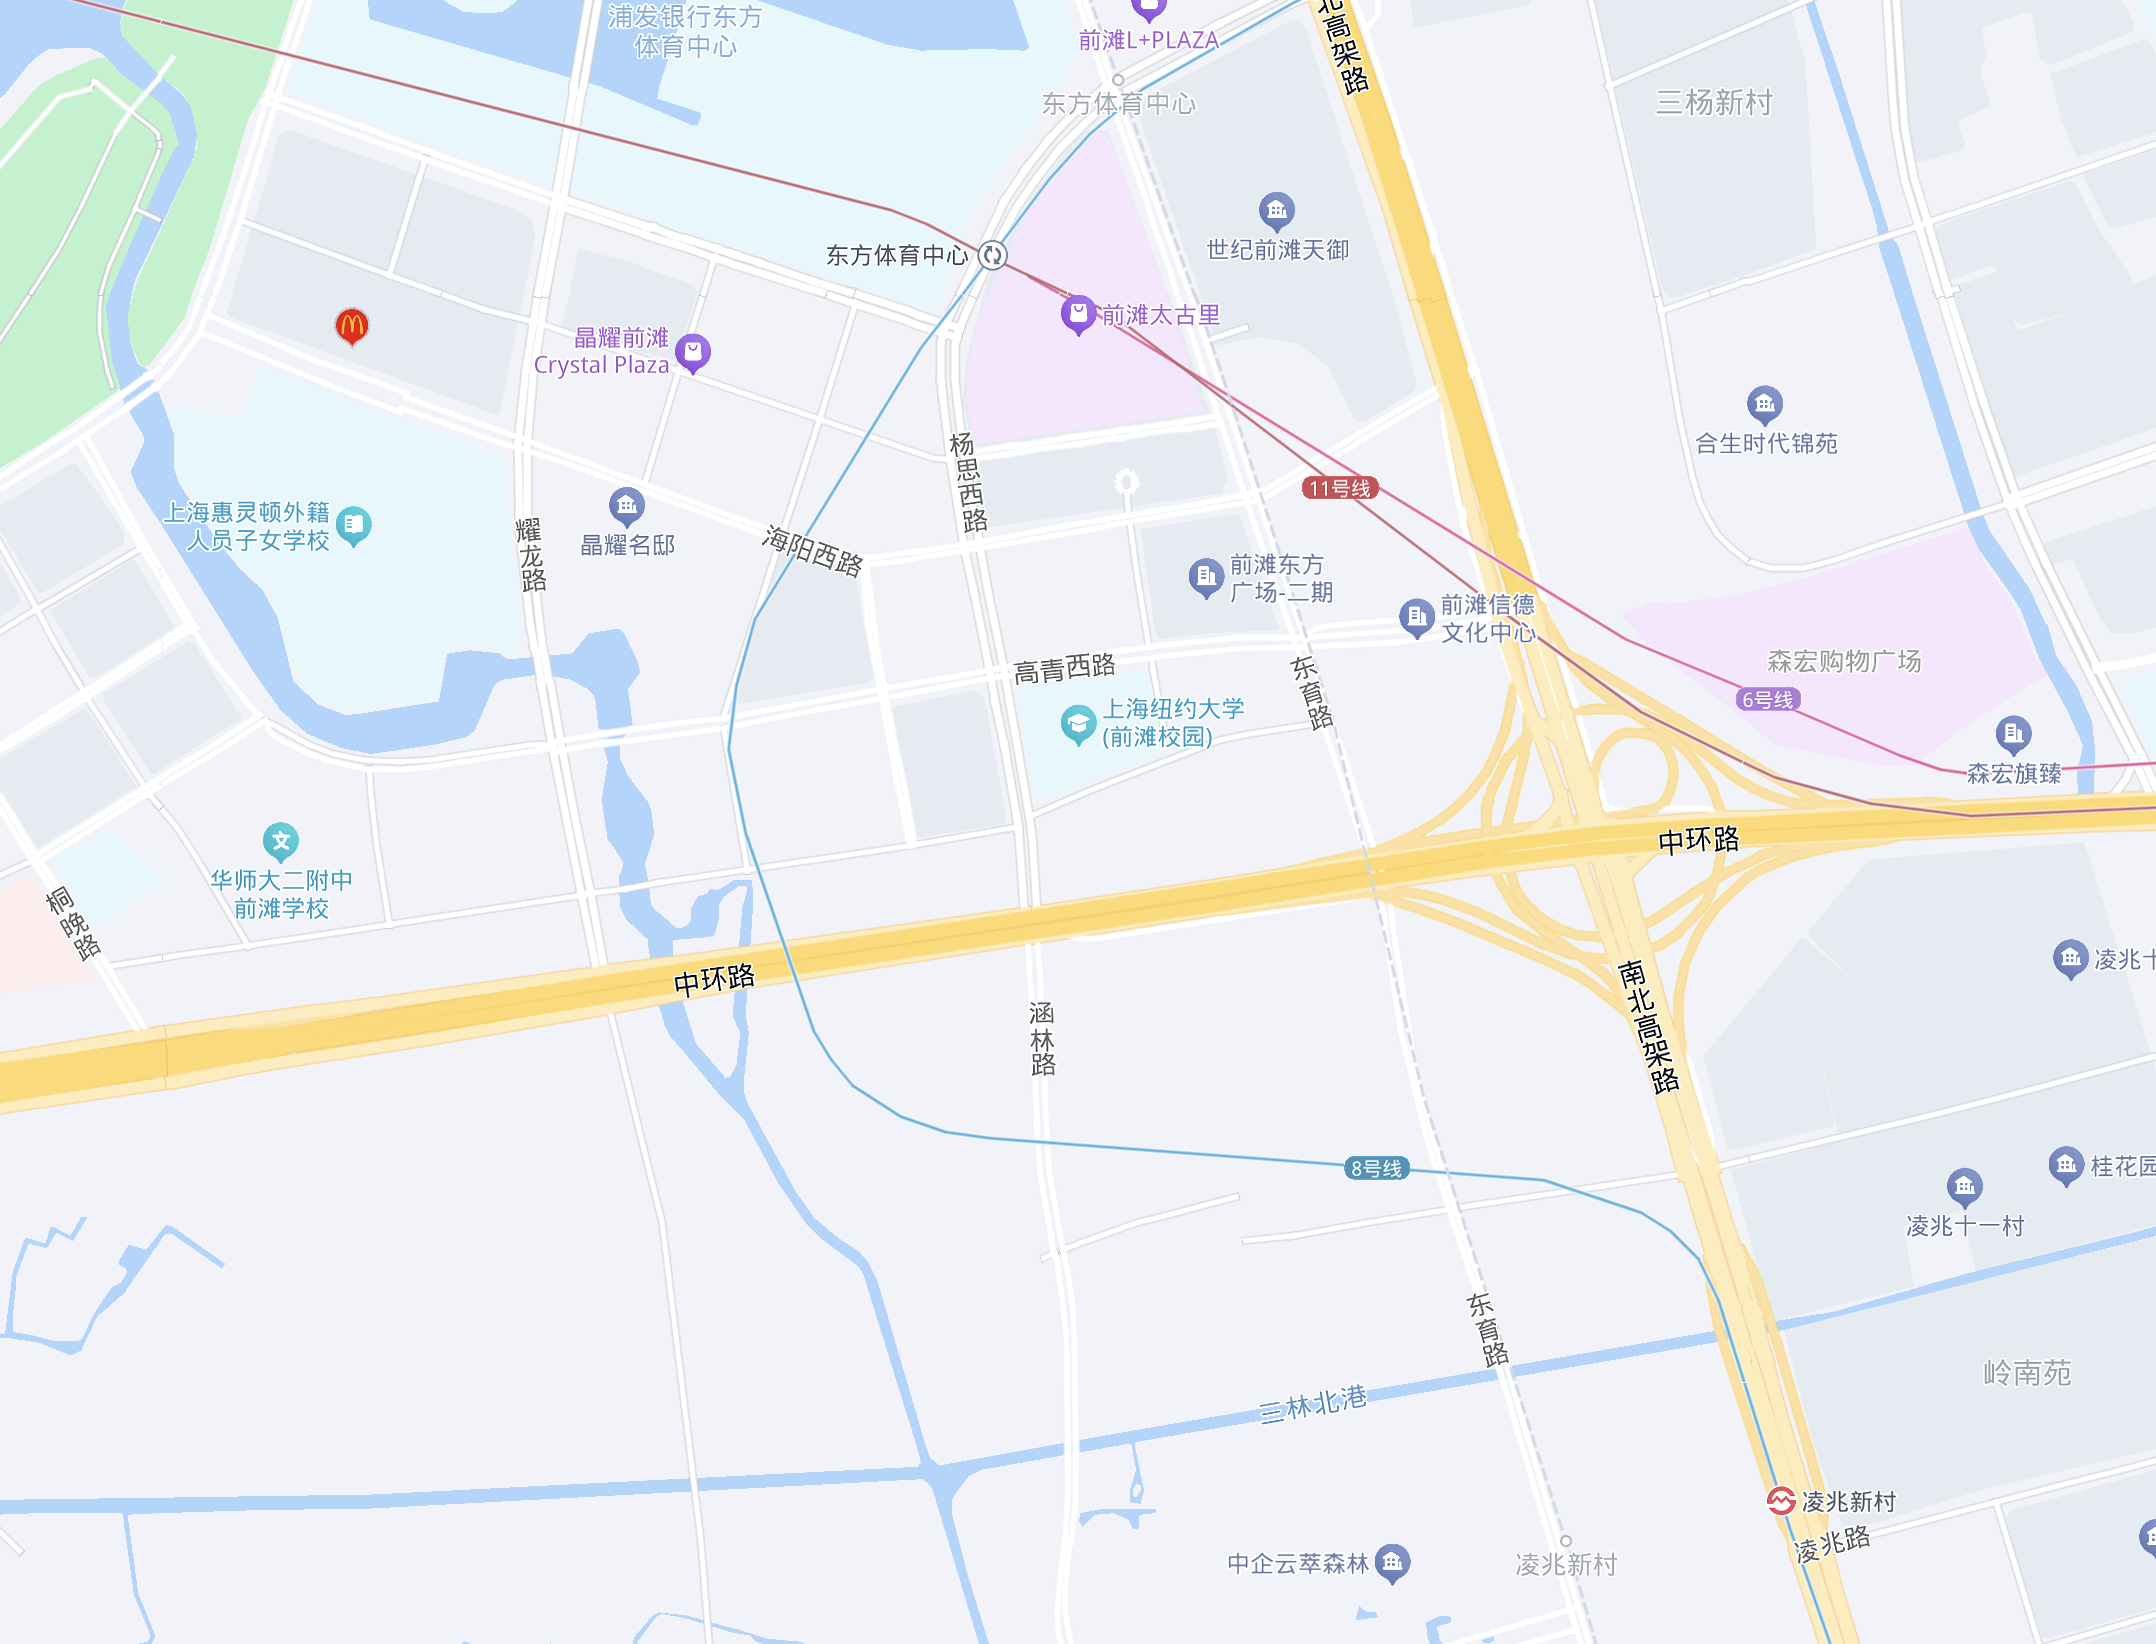 浦发银行东方
体育中心
前滩L+PLAZA
北高架路
东方体育中心
三杨新村
世纪前滩天御
东方体育中心
前滩太古里
晶耀前滩
Crystal Plaza
合生时代锦苑
杨思西路
11号线
上海惠灵顿外籍
人员子女学校
晶耀名邸
耀龙路
海阳西路
前滩东方
广场-二期
前滩信德
文化中心
高青西路
东育路
森宏购物广场
6号线
上海纽约大学
(前滩校园)
森宏旗臻
中环路
华师大二附中
前滩学校
桐晚路
中环路
南北高架路
凌兆十
涵林路
8号线
桂花园
凌兆十一村
东育路
岭南苑
三林北港
凌兆新村
凌兆路
中企云萃森林
凌兆新村